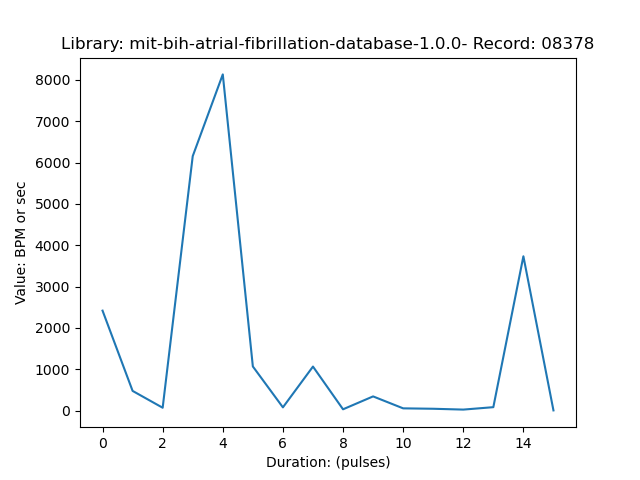 Library: mit-bih-atrial-fibrillation-database-1.0.0- Record: 08378
8000
7000
6000
5000
4000
3000
2000
1000
0
Value: BPM or sec
0 2 4 6 8 10 12 14
Duration: (pulses)